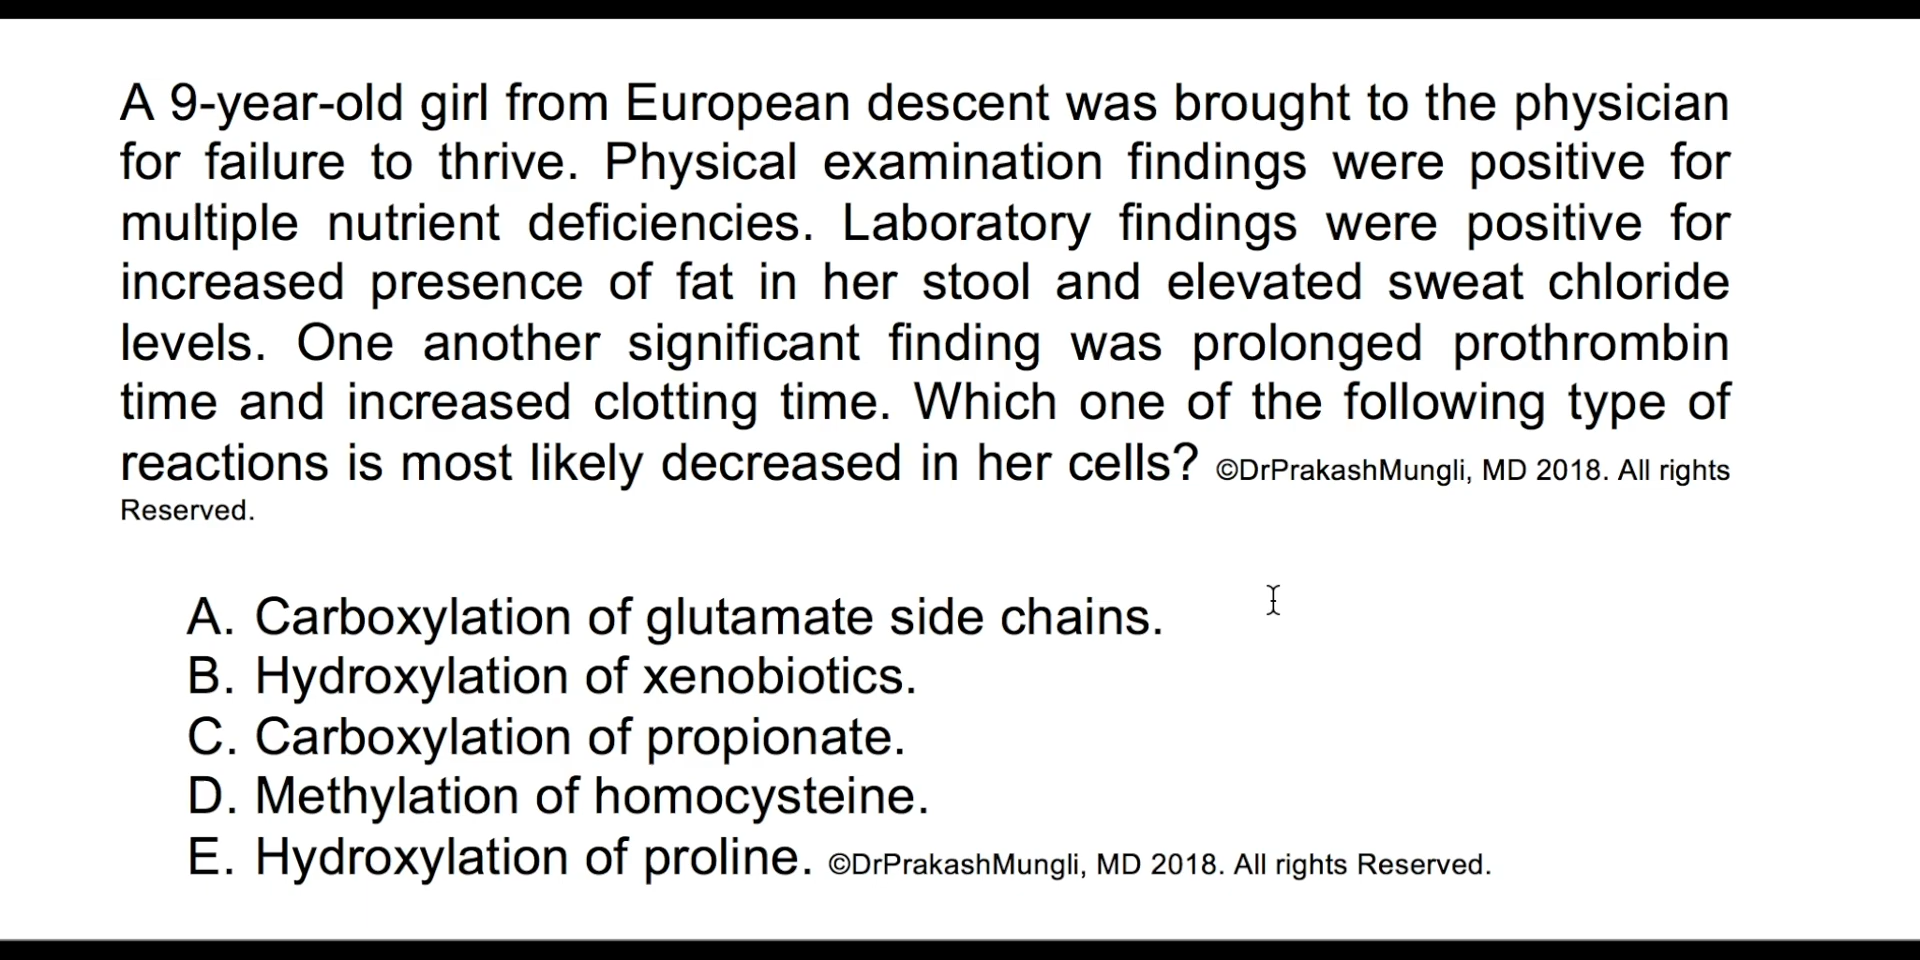 A 9-year-old girl from European descent was brought to the physician
for failure to thrive. Physical examination findings were positive for
multiple nutrient deficiencies. Laboratory findings were positive for
increased presence of fat in her stool and elevated sweat chloride
levels. One another significant finding was prolonged prothrombin
time and increased clotting time. Which one of the following type of
reactions is most likely decreased in her cells? ©DrPrakashMungli, MD 2018. All rights
Reserved.
A. Carboxylation of glutamate side chains.
B. Hydroxylation of xenobiotics.
C. Carboxylation of propionate.
D. Methylation of homocysteine.
E. Hydroxylation of proline. ©DrPrakashMungli, MD 2018. All rights Reserved.